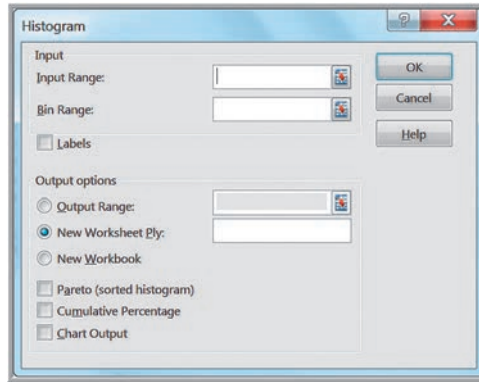 Histogram
Input
Input Range:
Bin Range:
Labels
OK
Cancel
Help
Output options
Output Range:
New Worksheet Ply:
New Workbook
Pareto (sorted histogram)
Cumulative Percentage
Chart Output